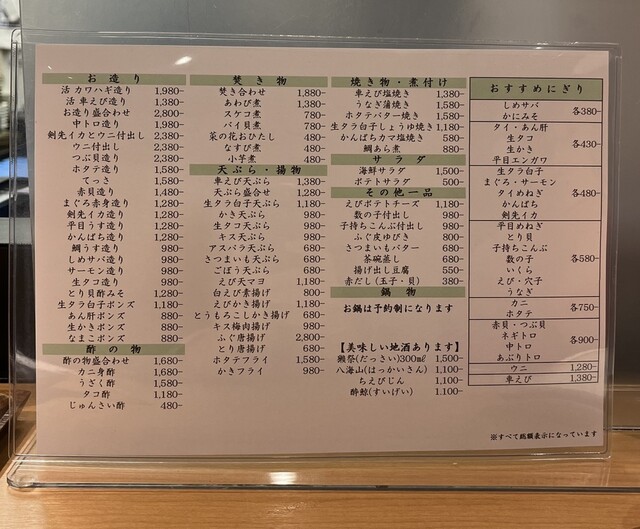 お造り
活 カワハギ造り 1,980-
活 車えび造り 1,380-
お造り盛合わせ 2,800-
中トロ造り 1,980-
剣先イカとウニ付出し 2,380-
ウニ付出し 2,380-
つぶ貝造り 2,380-
ホタテ造り 1,580-
てっさ 1,580-
赤貝造り 1,480-
まぐろ赤身造り 1,280-
剣先イカ造り 980-
平目うす造り 980-
かんぱち造り 980-
鯛うす造り 980-
しめサバ造り 980-
サーモン造り 980-
生タコ造り 980-
とり貝酢みそ 1,280-
生タラ白子ポンズ 1,180-
あん肝ポンズ 880-
生かきポンズ 980-
なまこポンズ 880-
酢の物
酢の物盛合わせ 1,680-
カニ身酢 1,680-
うざく酢 1,580-
タコ酢 1,180-
じゅんさい酢 480-
焚き物
焚き合わせ 1,880-
あわび煮 1,380-
スケコ煮 780-
バイ貝煮 780-
菜の花おひたし 480-
なすび煮 480-
小芋煮 480-
天ぷら・揚物
車えび天ぷら 1,380-
天ぷら盛合せ 1,280-
生タラ白子天ぷら 1,180-
かき天ぷら 980-
生タコ天ぷら 980-
キス天ぷら 980-
アスパラ天ぷら 680-
さつまいも天ぷら 680-
ごぼう天ぷら 680-
えび天マヨ 1,180-
白えび素揚げ 800-
えびかき揚げ 1,180-
とうもろこしかき揚げ 680-
キス梅肉揚げ 980-
ふぐ唐揚げ 2,800-
とり唐揚げ 680-
ホタテフライ 1,580-
かきフライ 980-
焼き物・煮付け
車えび塩焼き 1,380-
うなぎ蒲焼き 1,580-
ホタテバター焼き 1,580-
生タラ白子しょうゆ焼き 1,180-
かんぱちカマ塩焼き 580-
鯛あら煮 880-
サラダ
海鮮サラダ 1,500-
ポテトサラダ 500-
その他一品
えびポテトチーズ 1,180-
数の子付出し 980-
子持ちこんぶ付出し 980-
ふぐ皮ゆびき 800-
さつまいもバター 680-
茶碗蒸し 680-
揚げ出し豆腐 550-
赤だし(玉子・貝) 380-
鍋物
お鍋は予約制になります
【美味しい地酒あります】
獺祭(だっさい)300㎖ 1,500-
八海山(はっかいさん) 1,100-
ちえびじん 1,100-
酔鯨(すいげい) 1,100-
おすすめにぎり
しめサバ
かにみそ
各380-
タイ・あん肝
生タコ
生かき
平目エンガワ
各430-
生タラ白子
まぐろ・サーモン
タイめねぎ
かんぱち
剣先イカ
各480-
平目めねぎ
とり貝
子持ちこんぶ
数の子
いくら
えび・穴子
うなぎ
各580-
カニ
ホタテ
各750-
赤貝・つぶ貝
ネギトロ
中トロ
あぶりトロ
各900-
ウニ 1,280-
車えび 1,380-
※すべて総額表示になっています